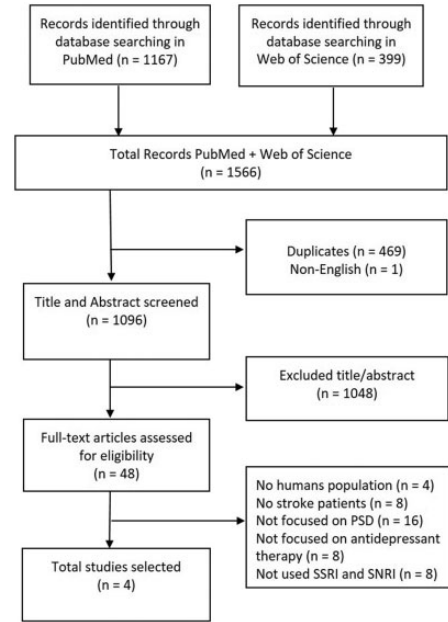 Records identified through
database searching in
PubMed (n = 1167)
Records identified through
database searching in
Web of Science (n = 399)
Total Records PubMed + Web of Science
(n = 1566)
Duplicates (n = 469)
Non-English (n = 1)
Title and Abstract screened
(n = 1096)
Excluded title/abstract
(n = 1048)
Full-text articles assessed
for eligibility
(n = 48)
No humans population (n = 4)
No stroke patients (n = 8)
Not focused on PSD (n = 16)
Not focused on antidepressant
therapy (n = 8)
Not used SSRI and SNRI (n = 8)
Total studies selected
(n = 4)